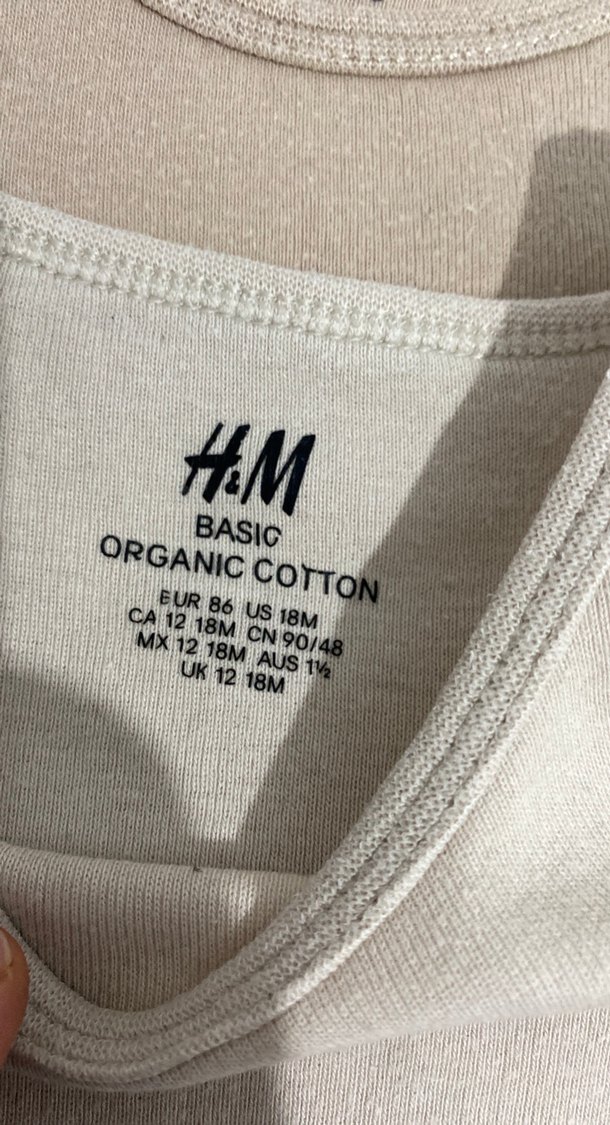 H&M
BASIC
ORGANIC COTTON
EUR 86 US 18M
CA 12 18M CN 90/48
MX 12 18M AUS 1½
UK 12 18M